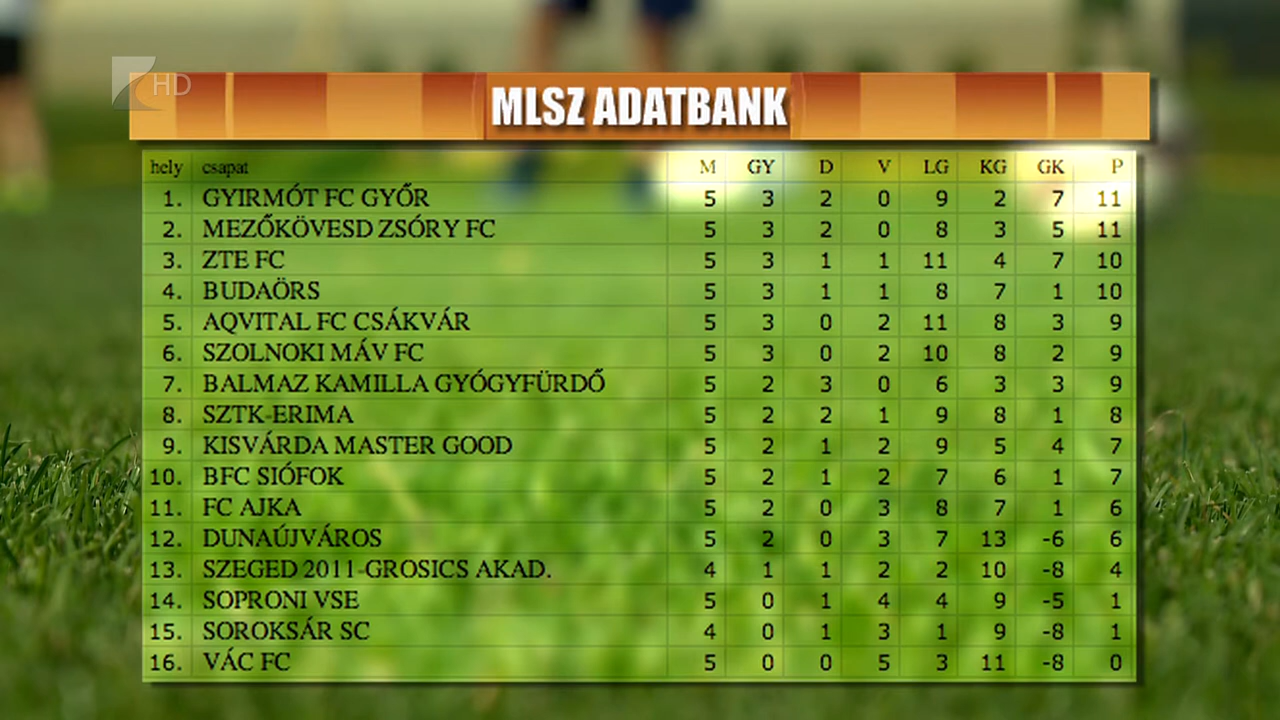 HD
MLSZ ADATBANK
hely csapat M GY D V LG KG GK P
1. GYIRMÓT FC GYŐR 5 3 2 0 9 2 7 11
2. MEZŐKÖVESD ZSÓRY FC 5 3 2 0 8 3 5 11
3. ZTE FC 5 3 1 1 11 4 7 10
4. BUDAÖRS 5 3 1 1 8 7 1 10
5. AQVITAL FC CSÁKVÁR 5 3 0 2 11 8 3 9
6. SZOLNOKI MÁV FC 5 3 0 2 10 8 2 9
7. BALMAZ KAMILLA GYÓGYFÜRDŐ 5 2 3 0 6 3 3 9
8. SZTK-ERIMA 5 2 2 1 9 8 1 8
9. KISVÁRDA MASTER GOOD 5 2 1 2 9 5 4 7
10. BFC SIÓFOK 5 2 1 2 7 6 1 7
11. FC AJKA 5 2 0 3 8 7 1 6
12. DUNAÚJVÁROS 5 2 0 3 7 13 -6 6
13. SZEGED 2011-GROSICS AKAD. 4 1 1 2 2 10 -8 4
14. SOPRONI VSE 5 0 1 4 4 9 -5 1
15. SOROKSÁR SC 4 0 1 3 1 9 -8 1
16. VÁC FC 5 0 0 5 3 11 -8 0